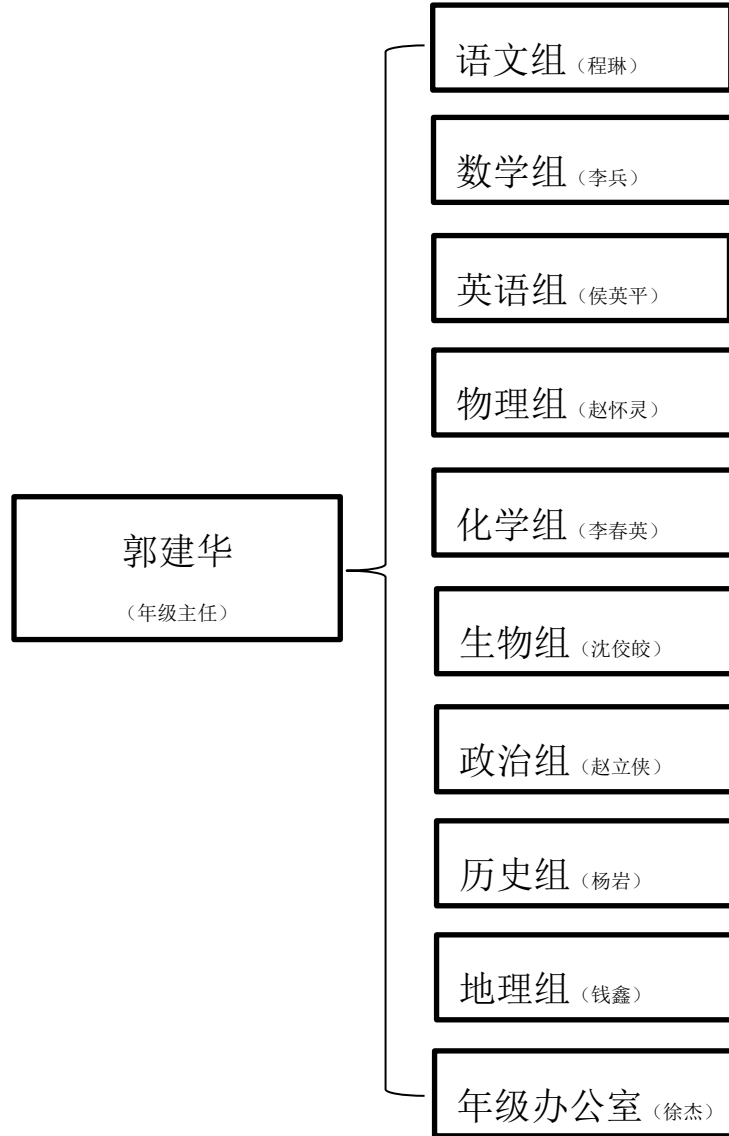 语文组（程琳）
数学组（李兵）
英语组（侯英平）
物理组（赵怀灵）
化学组（李春英）
郭建华
（年级主任）
生物组（沈佼皎）
政治组（赵立侠）
历史组（杨岩）
地理组（钱鑫）
年级办公室（徐杰）